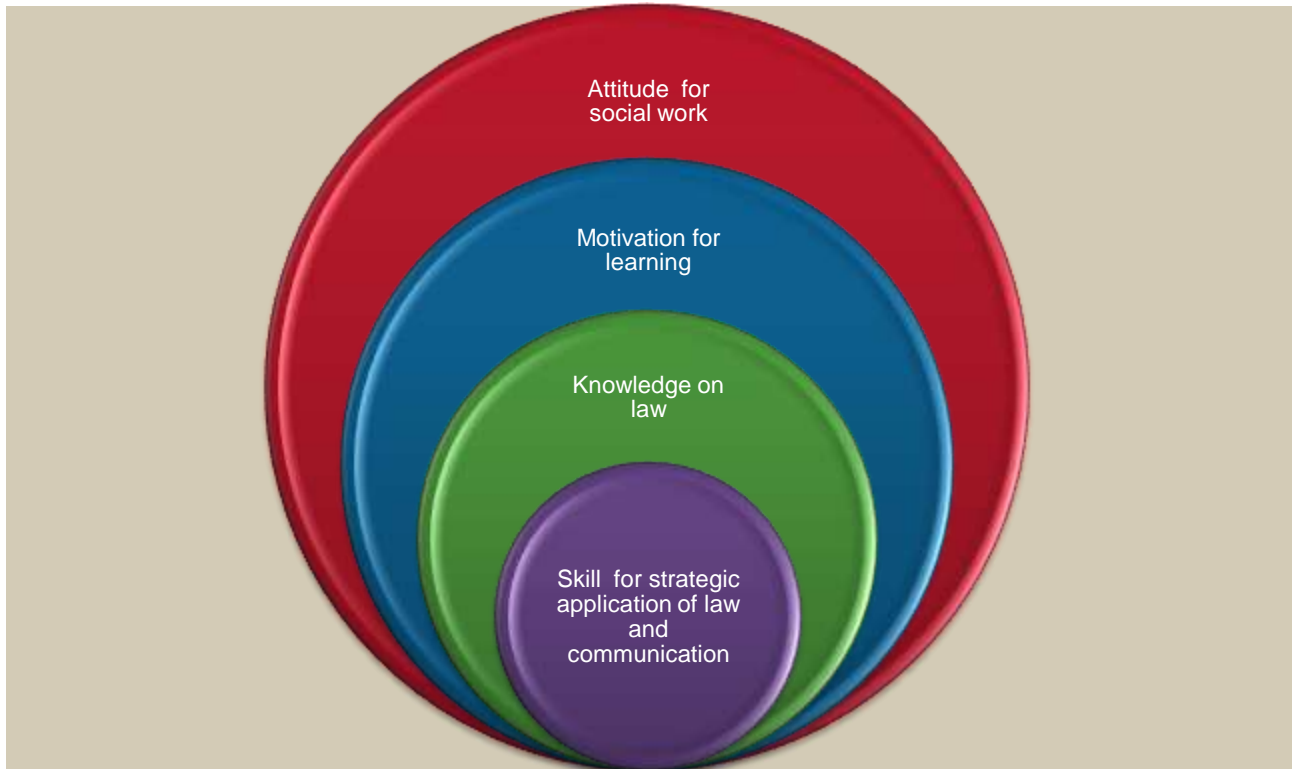 Attitude for
social work
Motivation for
learning
Knowledge on
law
Skill for strategic
application of law
and
communication